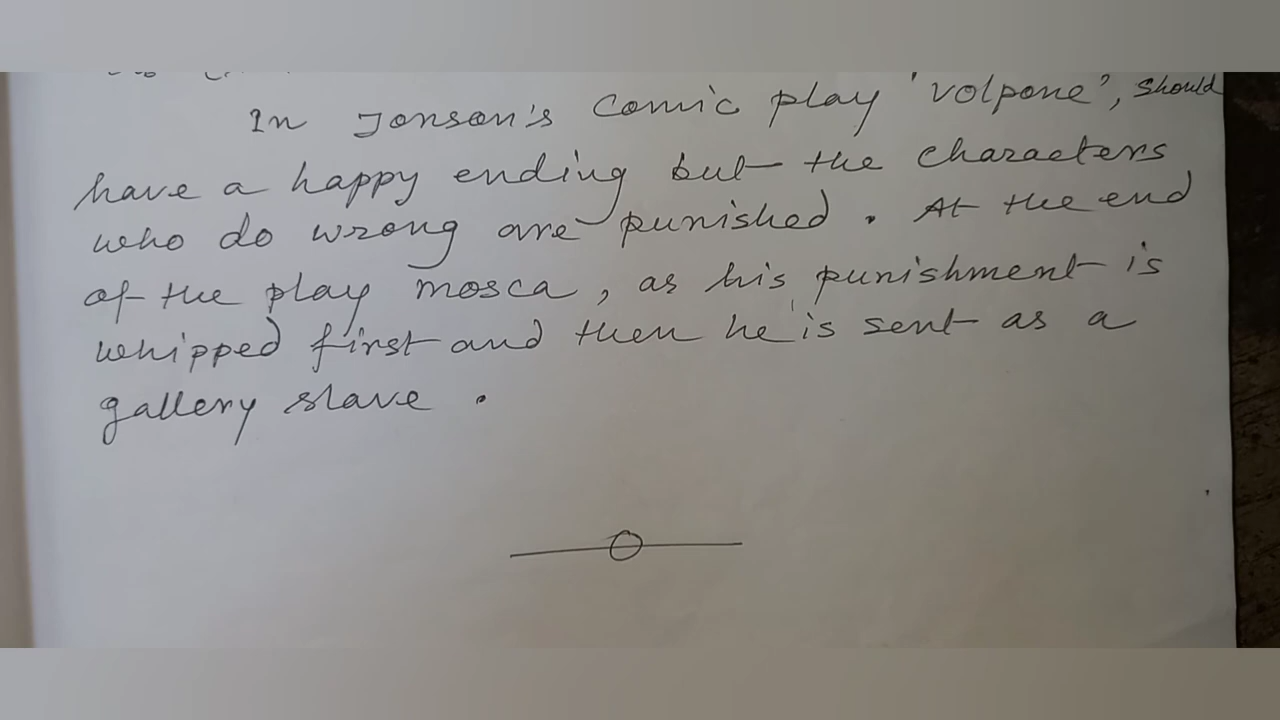 In Jonson's Comic play 'volpone', should
have a happy ending but the characters
who do wrong are punished. At the end
of the play mosca, as his punishment is
whipped first and then he is sent as a
gallery slave.